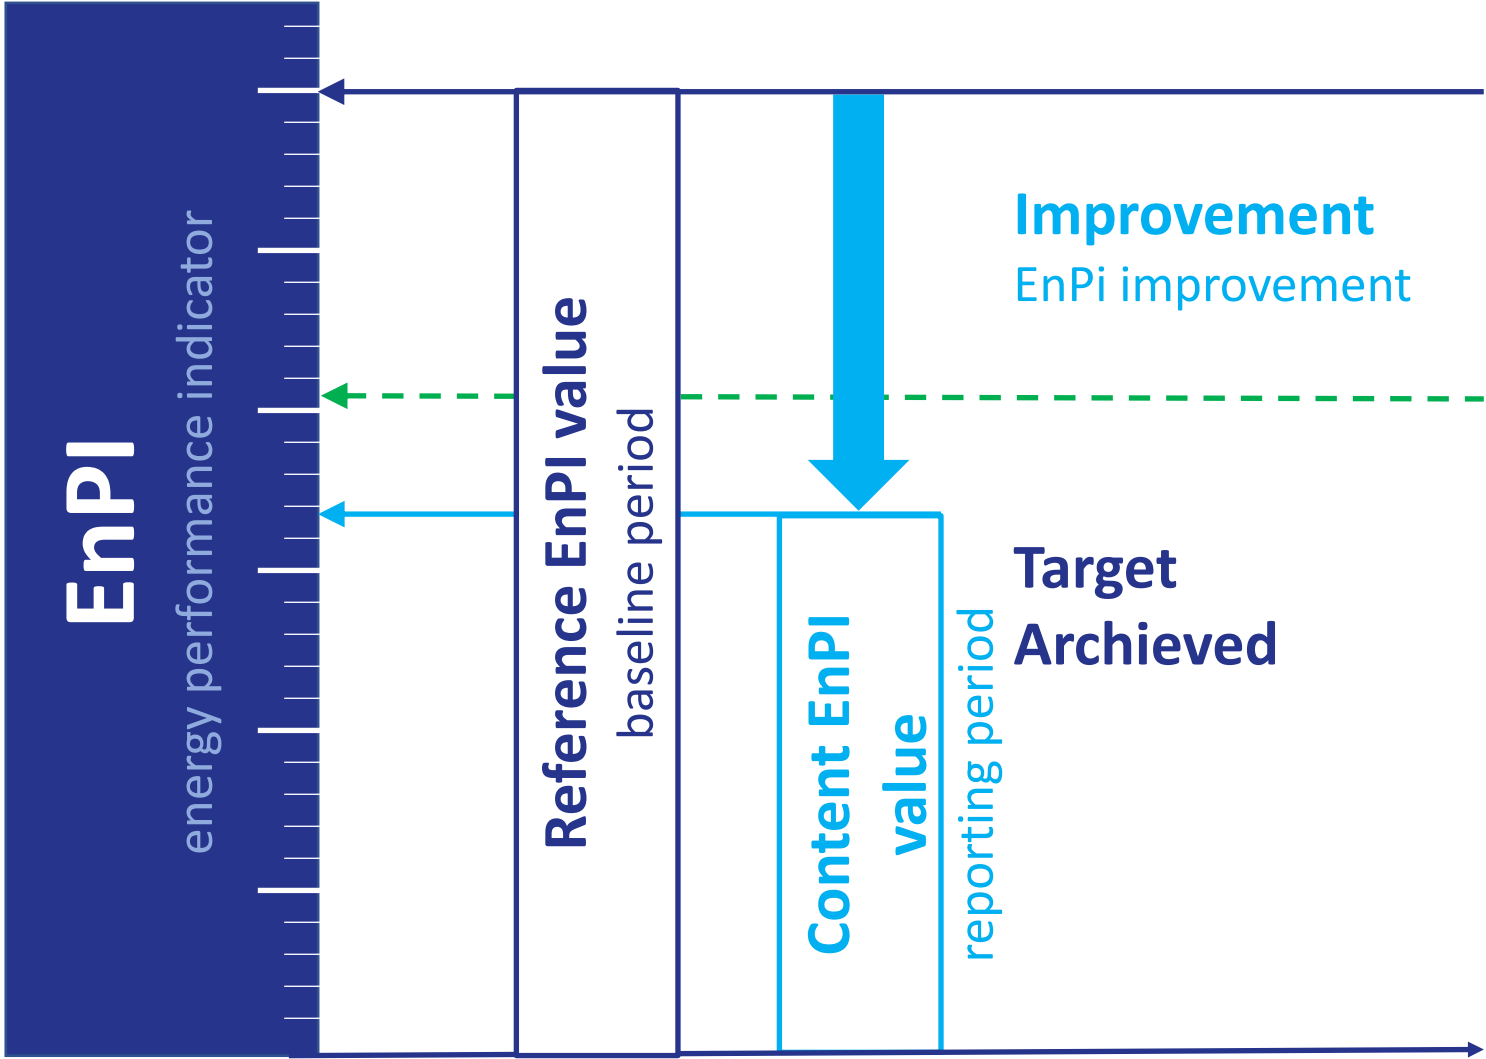 EnPI
energy performance indicator
Reference EnPI value
baseline period
Content EnPI
value
reporting period
Improvement
EnPi improvement
Target
Archieved